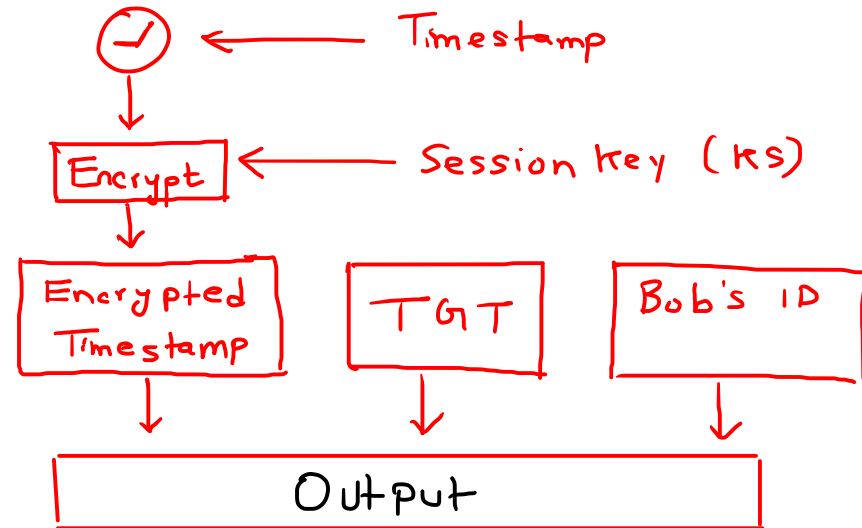 Timestamp
Encrypt
Session Key (KS)
Encrypted
Timestamp
TGT
Bob's ID
Output